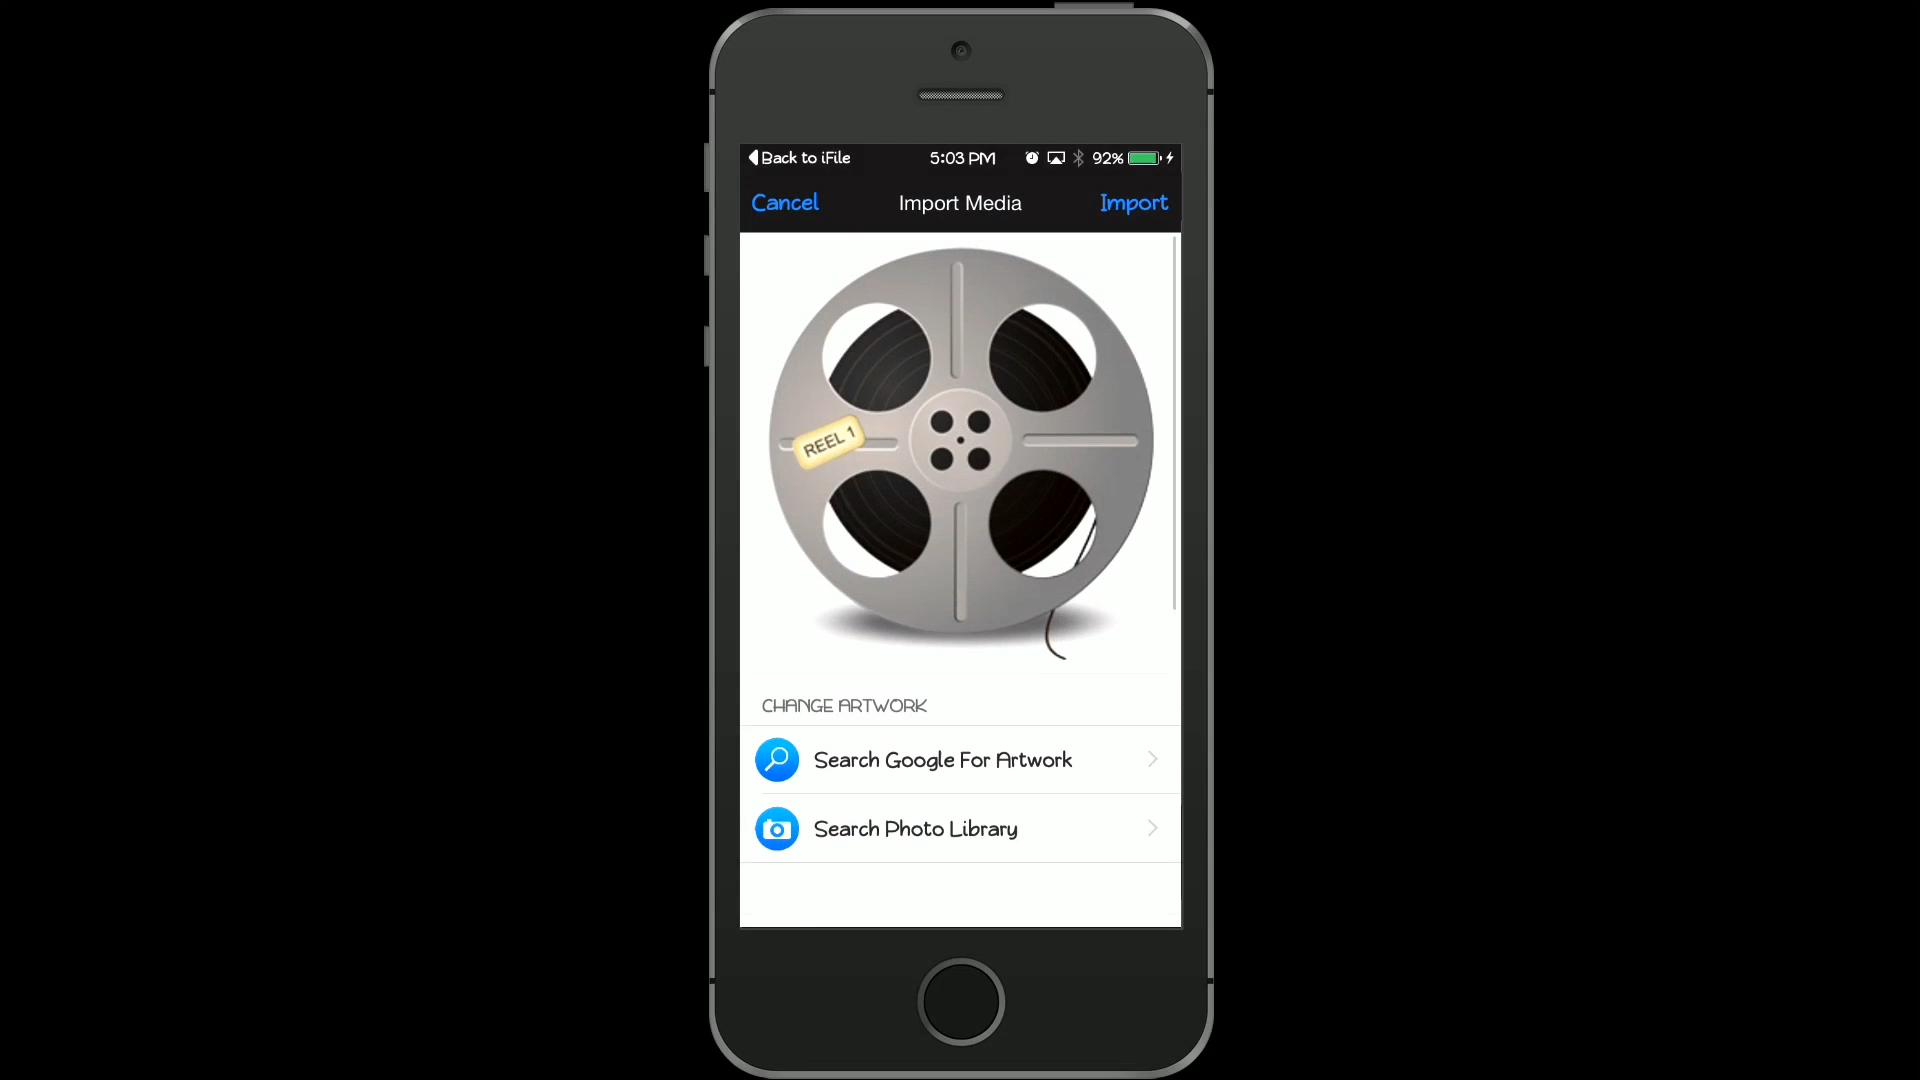 Back to iFile 5:03 PM 92%
Cancel Import Media Import
REEL 1
CHANGE ARTWORK
Search Google For Artwork
Search Photo Library